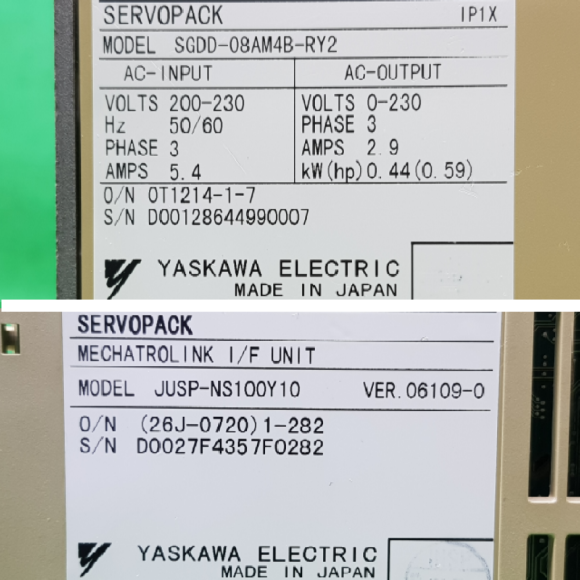 SERVOPACK IP1X
MODEL SGDD-08AM4B-RY2
AC-INPUT AC-OUTPUT
VOLTS 200-230 VOLTS 0-230
Hz 50/60 PHASE 3
PHASE 3 AMPS 2.9
AMPS 5.4 kW(hp)0.44(0.59)
O/N 0T1214-1-7
S/N D00128644990007
YASKAWA ELECTRIC
MADE IN JAPAN
SERVOPACK
MECHATROLINK I/F UNIT
MODEL JUSP-NS100Y10 VER.06109-0
O/N (26J-0720)1-282
S/N D0027F4357F0282
YASKAWA ELECTRIC
MADE IN JAPAN